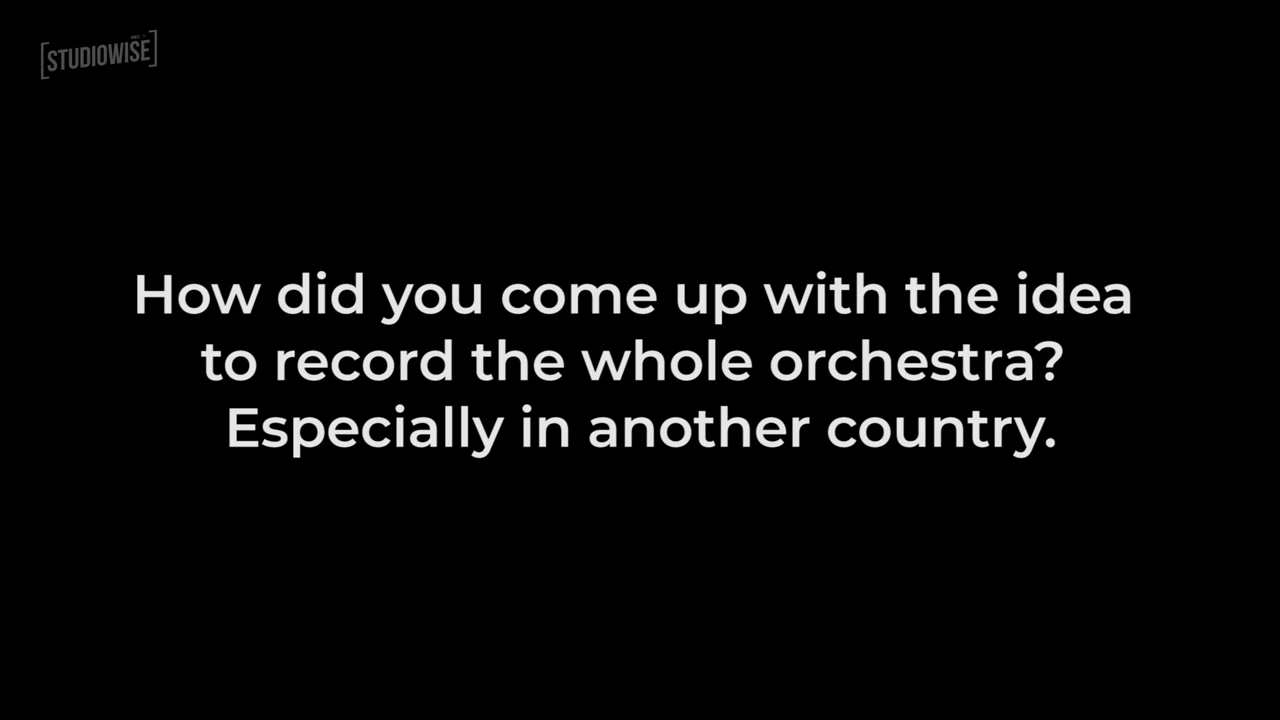 [STUDIOWISE]
How did you come up with the idea
to record the whole orchestra?
Especially in another country.